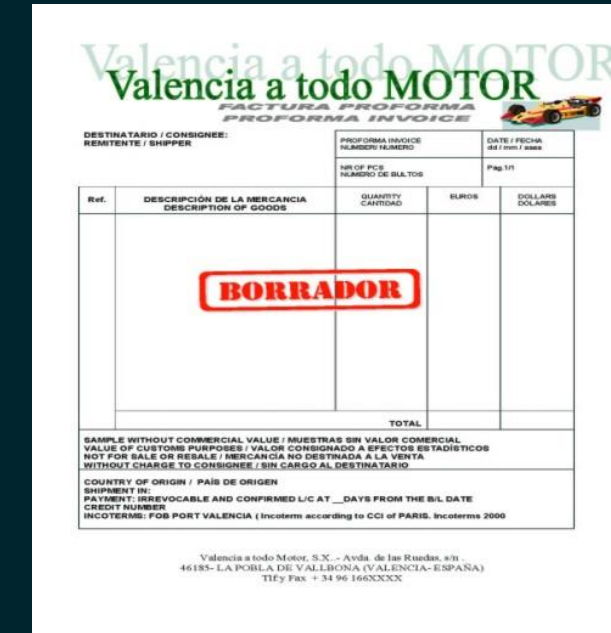 Valencia a todo MOTOR
Valencia a todo MOTOR
FACTURA PROFORMA
PROFORMA INVOICE
DESTINATARIO / CONSIGNEE:
REMITENTE / SHIPPER
PROFORMA INVOICE
NUMBER/ NUMERO
DATE / FECHA
dd / mm / aaaa
NR OF PCS
NUMERO DE BULTOS
Pag.1/1
Ref.
DESCRIPCIÓN DE LA MERCANCIA
DESCRIPTION OF GOODS
QUANTITY
CANTIDAD
EUROS
DOLLARS
DÓLARES
BORRADOR
TOTAL
SAMPLE WITHOUT COMMERCIAL VALUE / MUESTRAS SIN VALOR COMERCIAL
VALUE OF CUSTOMS PURPOSES / VALOR CONSIGNADO A EFECTOS ESTADÍSTICOS
NOT FOR SALE OR RESALE / MERCANCÍA NO DESTINADA A LA VENTA
WITHOUT CHARGE TO CONSIGNEE / SIN CARGO AL DESTINATARIO
COUNTRY OF ORIGIN / PAÍS DE ORIGEN
SHIPMENT IN:
PAYMENT: IRREVOCABLE AND CONFIRMED L/C AT __DAYS FROM THE B/L DATE
CREDIT NUMBER
INCOTERMS: FOB PORT VALENCIA ( Incoterm according to CCI of PARIS. Incoterms 2000
Valencia a todo Motor, S.X. .- Avda. de las Ruedas, s/n .
46185- LA POBLA DE VALLBONA (VALENCIA- ESPAÑA)
Tlf.y Fax + 34 96 166XXXX